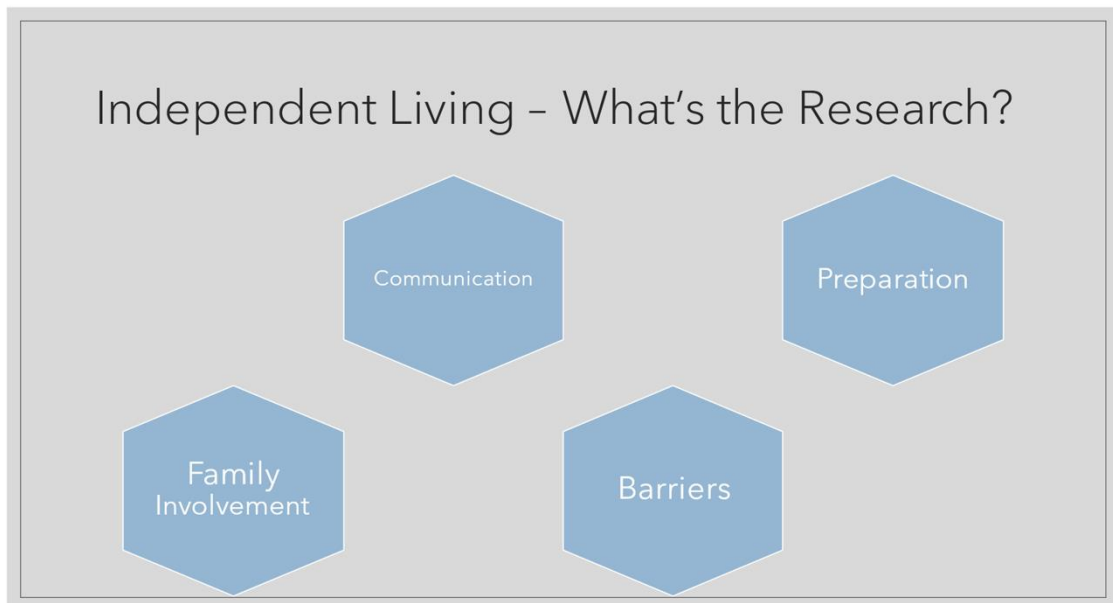 Independent Living – What's the Research?
Communication
Preparation
Family
Involvement
Barriers